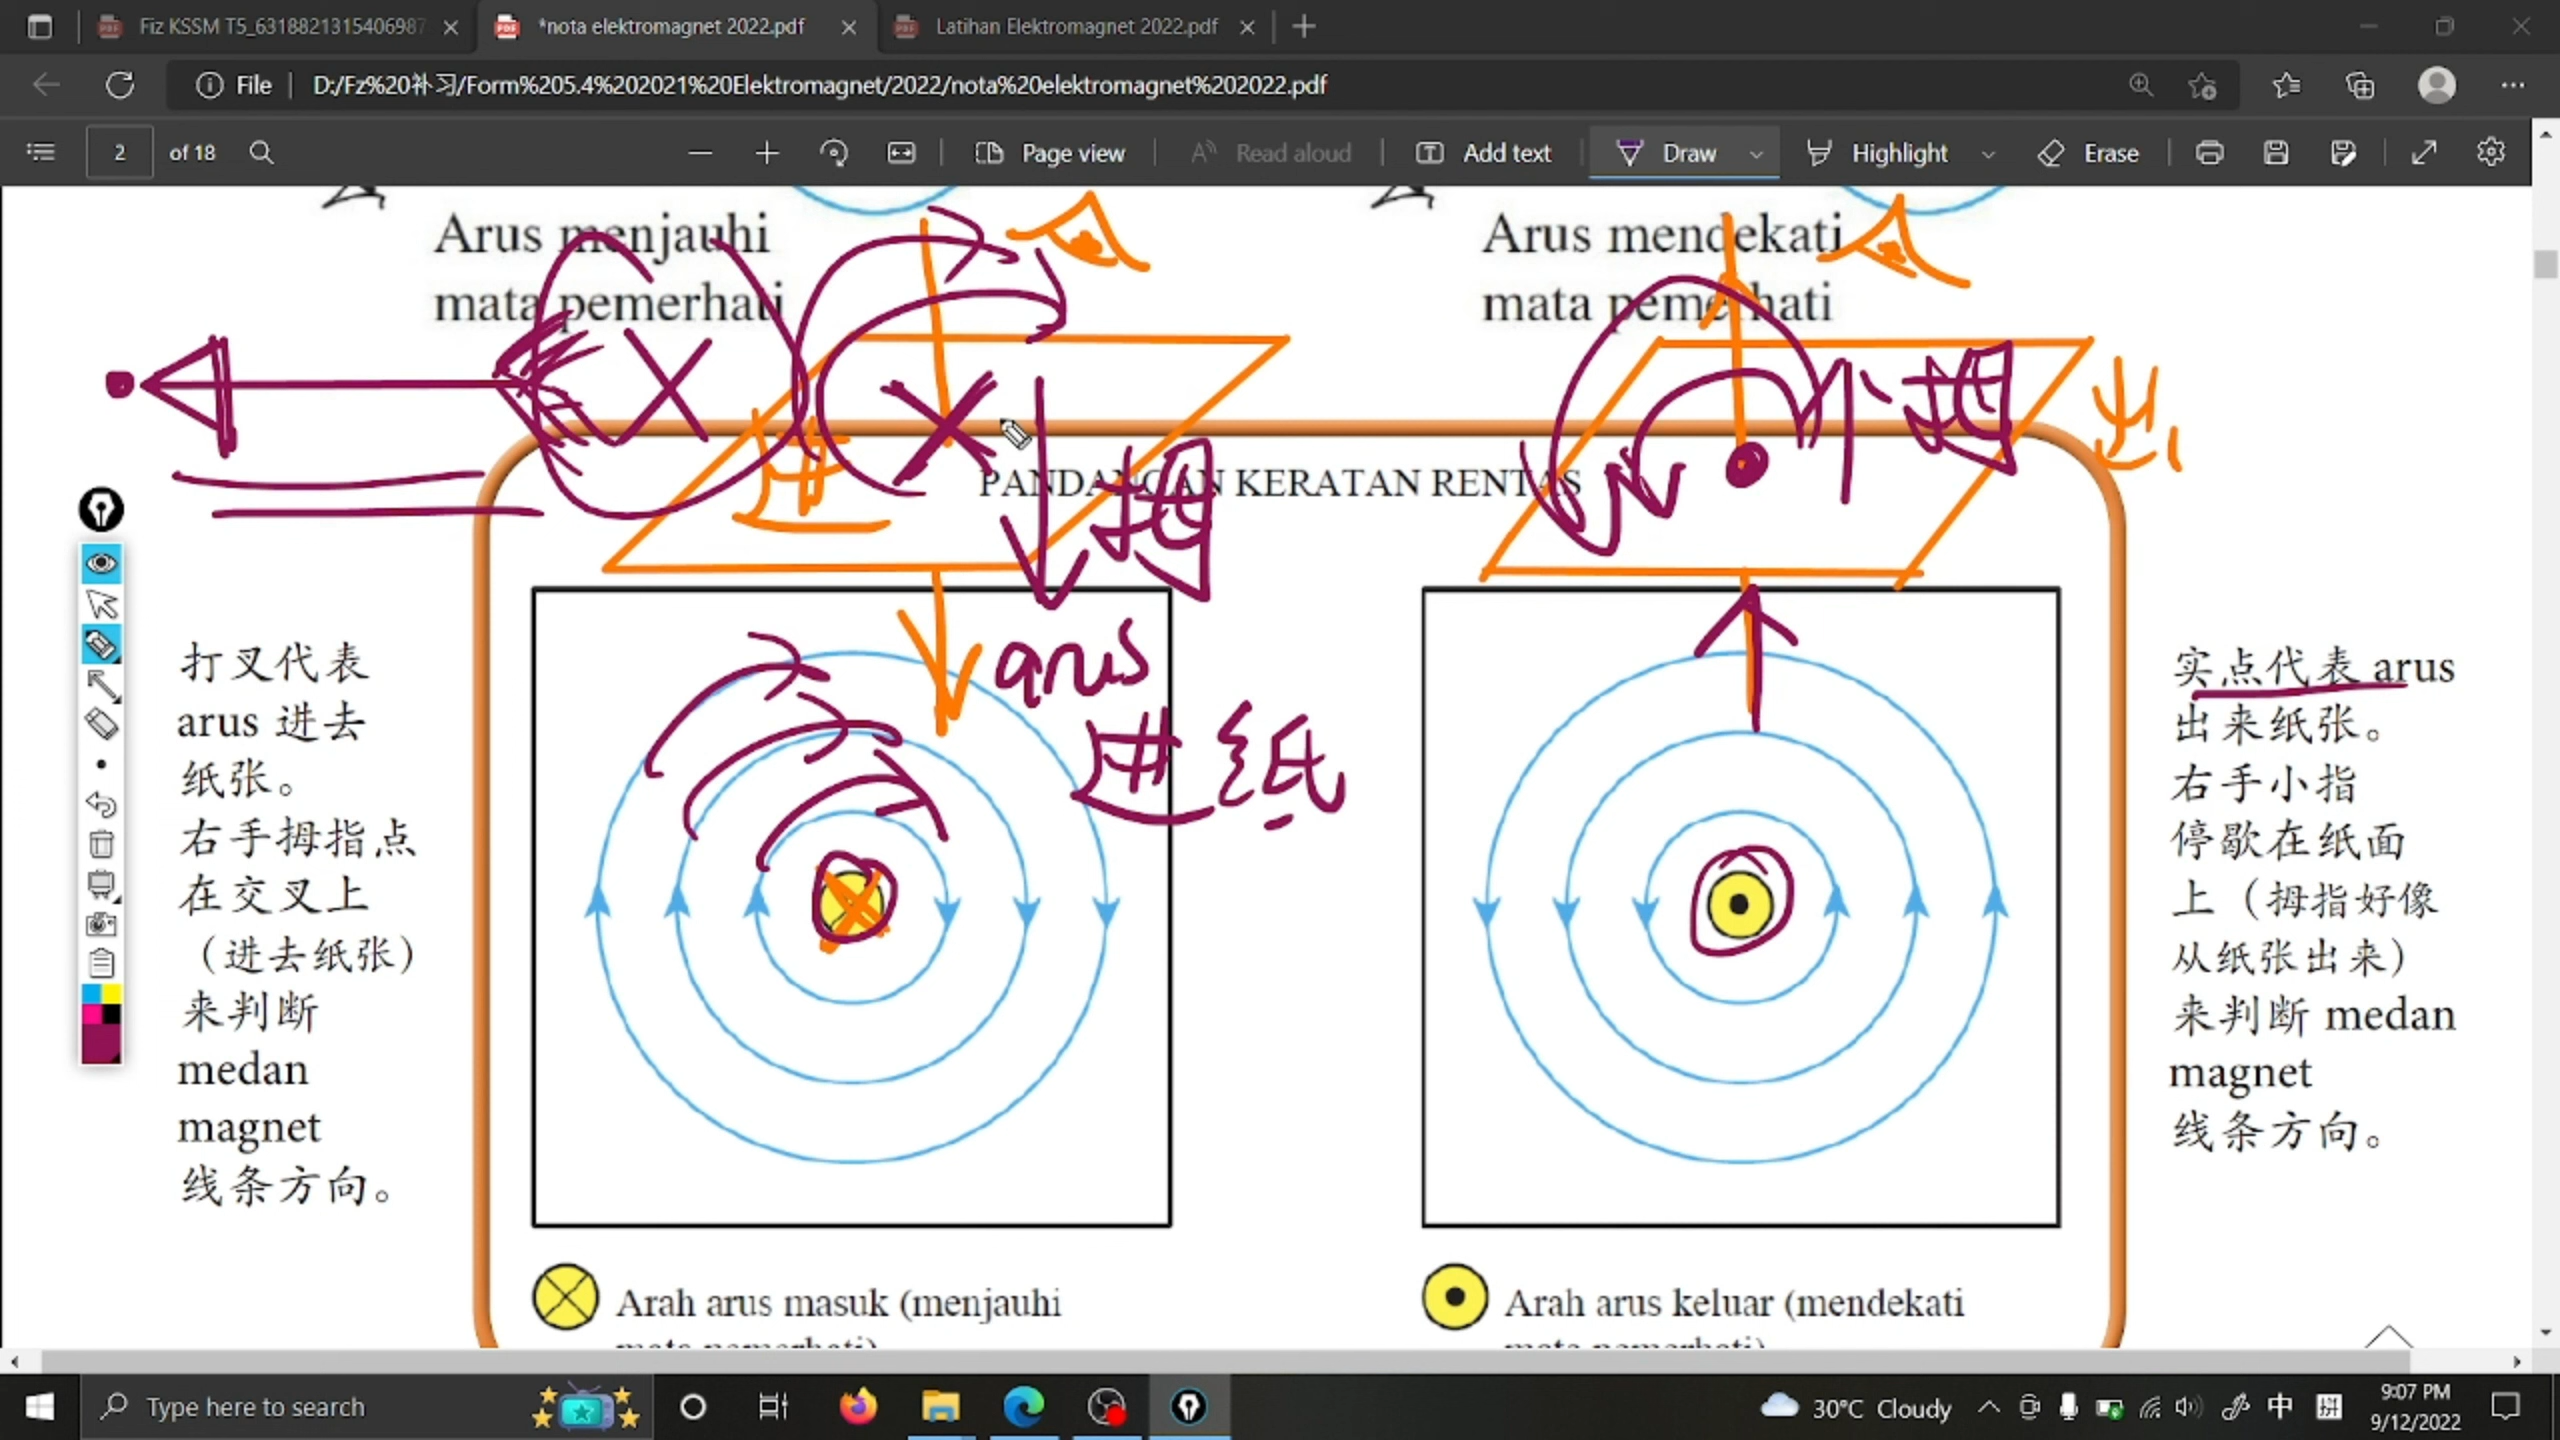 Fiz KSSM T5_6318821315406987
*nota elektromagnet 2022.pdf
Latihan Elektromagnet 2022.pdf
File
D:/Fz%20补习/Form%205.4%202021%20Elektromagnet/2022/nota%20elektromagnet%202022.pdf
2
of 18
Page view
Read aloud
Add text
Draw
Highlight
Erase
Arus menjauhi
mata pemerhati
Arus mendekati
mata pemerhati
进
拇
arus
进纸
小拇
出
PANDANGAN KERATAN RENTAS
打叉代表
arus 进去
纸张。
右手拇指点
在交叉上
（进去纸张）
来判断
medan
magnet
线条方向。
实点代表 arus
出来纸张。
右手小指
停歇在纸面
上（拇指好像
从纸张出来）
来判断 medan
magnet
线条方向。
Arah arus masuk (menjauhi
mata pemerhati)
Arah arus keluar (mendekati
mata pemerhati)
Type here to search
30°C Cloudy
中
拼
9:07 PM
9/12/2022